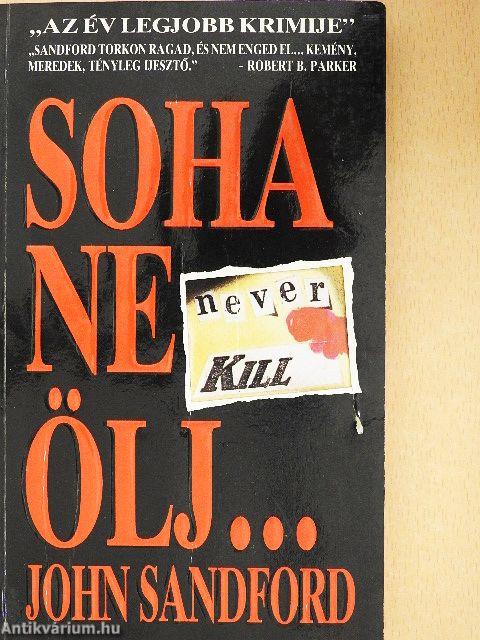 „AZ ÉV LEGJOBB KRIMIJE”
„SANDFORD TORKON RAGAD, ÉS NEM ENGED EL... KEMÉNY,
MEREDEK, TÉNYLEG IJESZTŐ.” - ROBERT B. PARKER
SOHA
NE
never
KILL
ÖLJ...
JOHN SANDFORD
Antikvárium.hu